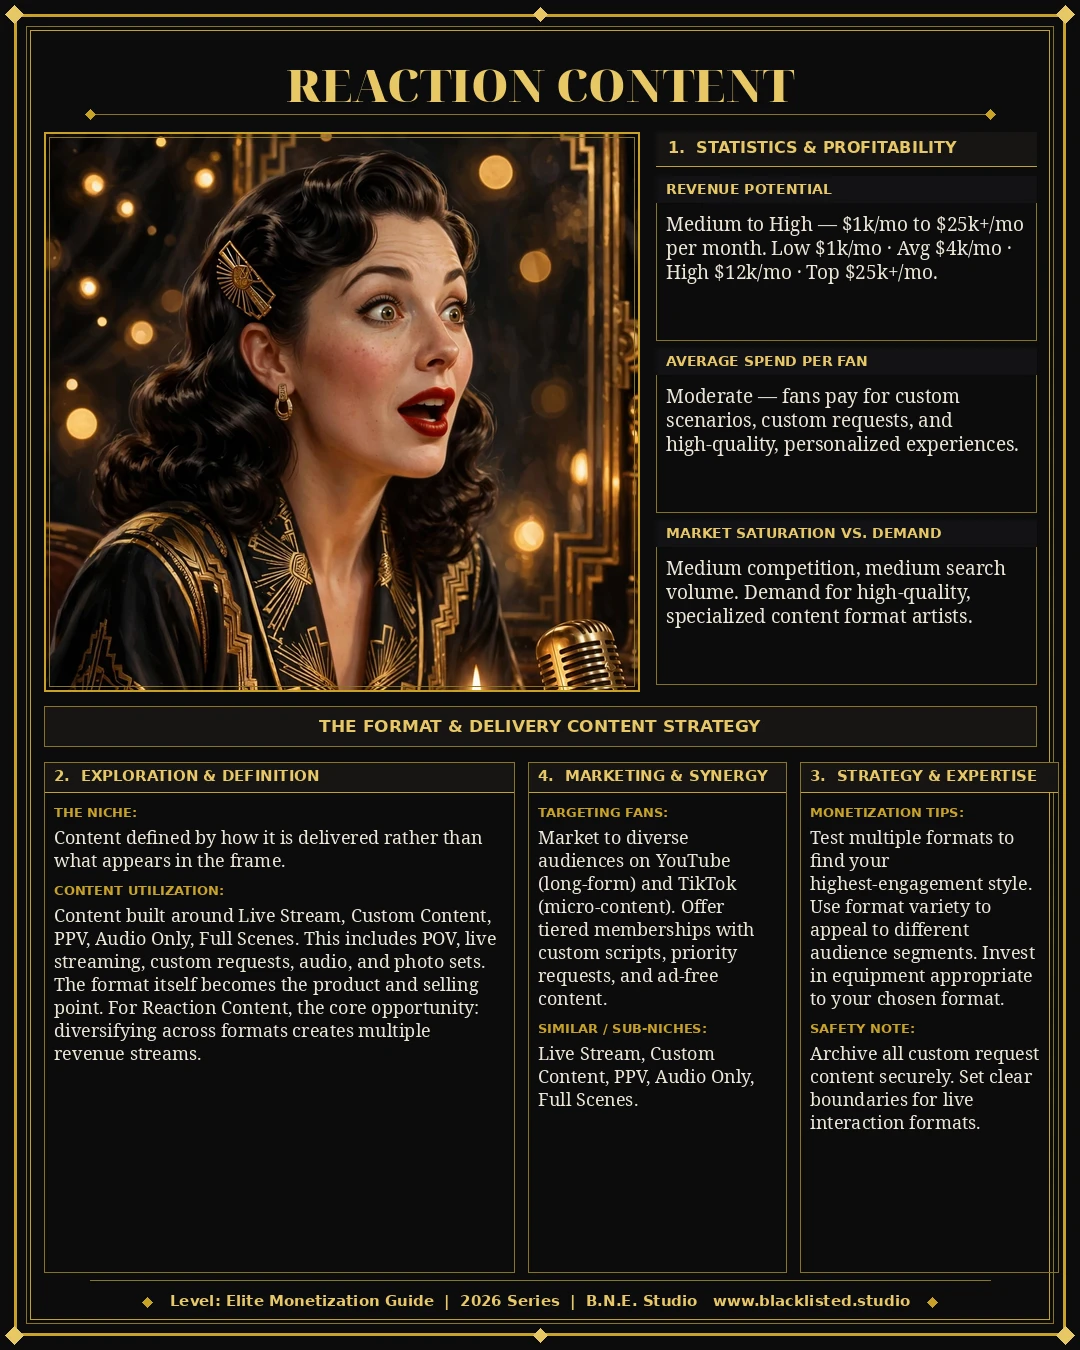 REACTION CONTENT
1. STATISTICS & PROFITABILITY
REVENUE POTENTIAL
Medium to High — $1k/mo to $25k+/mo
per month. Low $1k/mo · Avg $4k/mo ·
High $12k/mo · Top $25k+/mo.
AVERAGE SPEND PER FAN
Moderate — fans pay for custom
scenarios, custom requests, and
high-quality, personalized experiences.
MARKET SATURATION VS. DEMAND
Medium competition, medium search
volume. Demand for high-quality,
specialized content format artists.
THE FORMAT & DELIVERY CONTENT STRATEGY
2. EXPLORATION & DEFINITION
THE NICHE:
Content defined by how it is delivered rather than
what appears in the frame.
CONTENT UTILIZATION:
Content built around Live Stream, Custom Content,
PPV, Audio Only, Full Scenes. This includes POV, live
streaming, custom requests, audio, and photo sets.
The format itself becomes the product and selling
point. For Reaction Content, the core opportunity:
diversifying across formats creates multiple
revenue streams.
4. MARKETING & SYNERGY
TARGETING FANS:
Market to diverse
audiences on YouTube
(long-form) and TikTok
(micro-content). Offer
tiered memberships with
custom scripts, priority
requests, and ad-free
content.
SIMILAR / SUB-NICHES:
Live Stream, Custom
Content, PPV, Audio Only,
Full Scenes.
3. STRATEGY & EXPERTISE
MONETIZATION TIPS:
Test multiple formats to
find your
highest-engagement style.
Use format variety to
appeal to different
audience segments. Invest
in equipment appropriate
to your chosen format.
SAFETY NOTE:
Archive all custom request
content securely. Set clear
boundaries for live
interaction formats.
Level: Elite Monetization Guide | 2026 Series | B.N.E. Studio www.blacklisted.studio